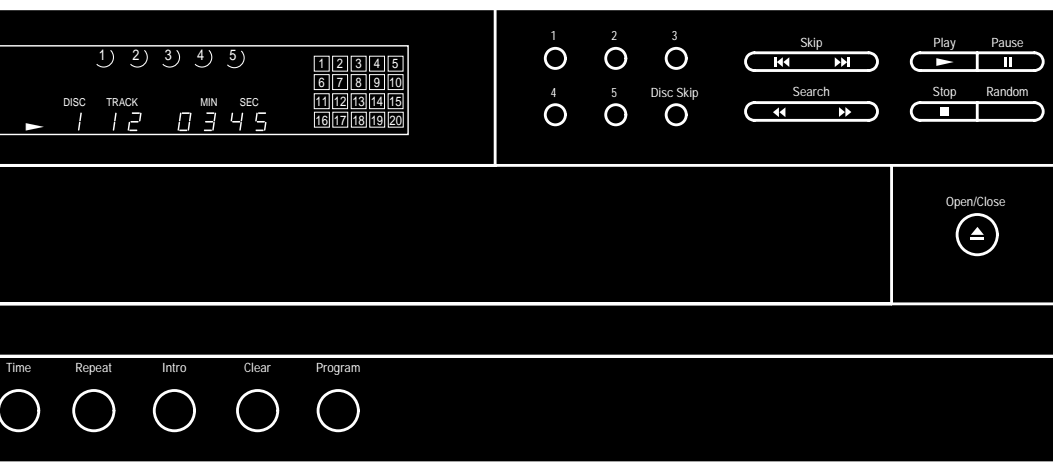 1 2 3 4 5
1 2 3 4 5
6 7 8 9 10
11 12 13 14 15
16 17 18 19 20
DISC TRACK MIN SEC
1 12 03 45
1 2 3
4 5 Disc Skip
Skip
Search
Play Pause
Stop Random
Open/Close
Time Repeat Intro Clear Program